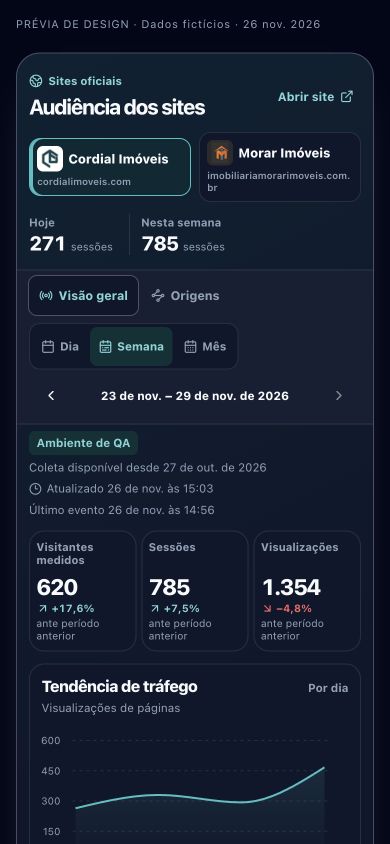 PRÉVIA DE DESIGN · Dados fictícios · 26 nov. 2026
Sites oficiais
Audiência dos sites
Abrir site
Cordial Imóveis
cordialimoveis.com
Morar Imóveis
imobiliariamorarimoveis.com.
br
Hoje
271 sessões
Nesta semana
785 sessões
Visão geral
Origens
Dia
Semana
Mês
23 de nov. – 29 de nov. de 2026
Ambiente de QA
Coleta disponível desde 27 de out. de 2026
Atualizado 26 de nov. às 15:03
Último evento 26 de nov. às 14:56
Visitantes
medidos
620
+17,6%
ante período
anterior
Sessões
785
+7,5%
ante período
anterior
Visualizações
1.354
−4,8%
ante período
anterior
Tendência de tráfego
Por dia
Visualizações de páginas
600
450
300
150